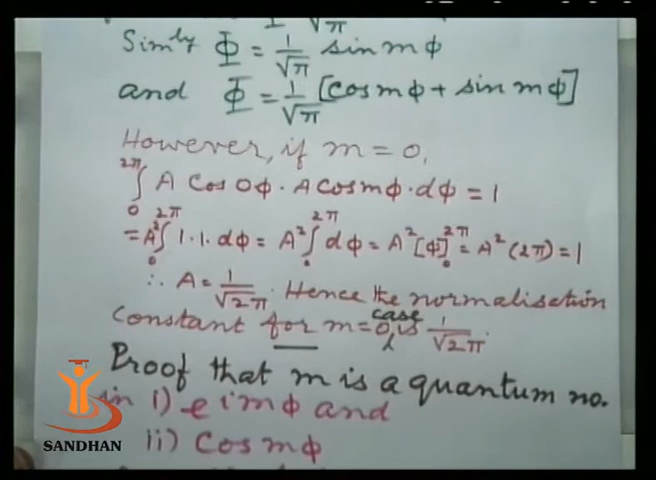 1/√π
Simly Φ = 1/√π sin mφ
and Φ = 1/√π [cos mφ + sin mφ]
However, if m = 0,
∫₀^2π A Cos 0φ · A cos mφ · dφ = 1
= A² ∫₀^2π 1·1· dφ = A² ∫₀^2π dφ = A² [φ]₀^2π = A² (2π) = 1
∴ A = 1/√2π . Hence the normalisation
Constant for m = 0, case is 1/√2π.
Proof that m is a quantum no.
in i) e imφ and
ii) Cos mφ
SANDHAN